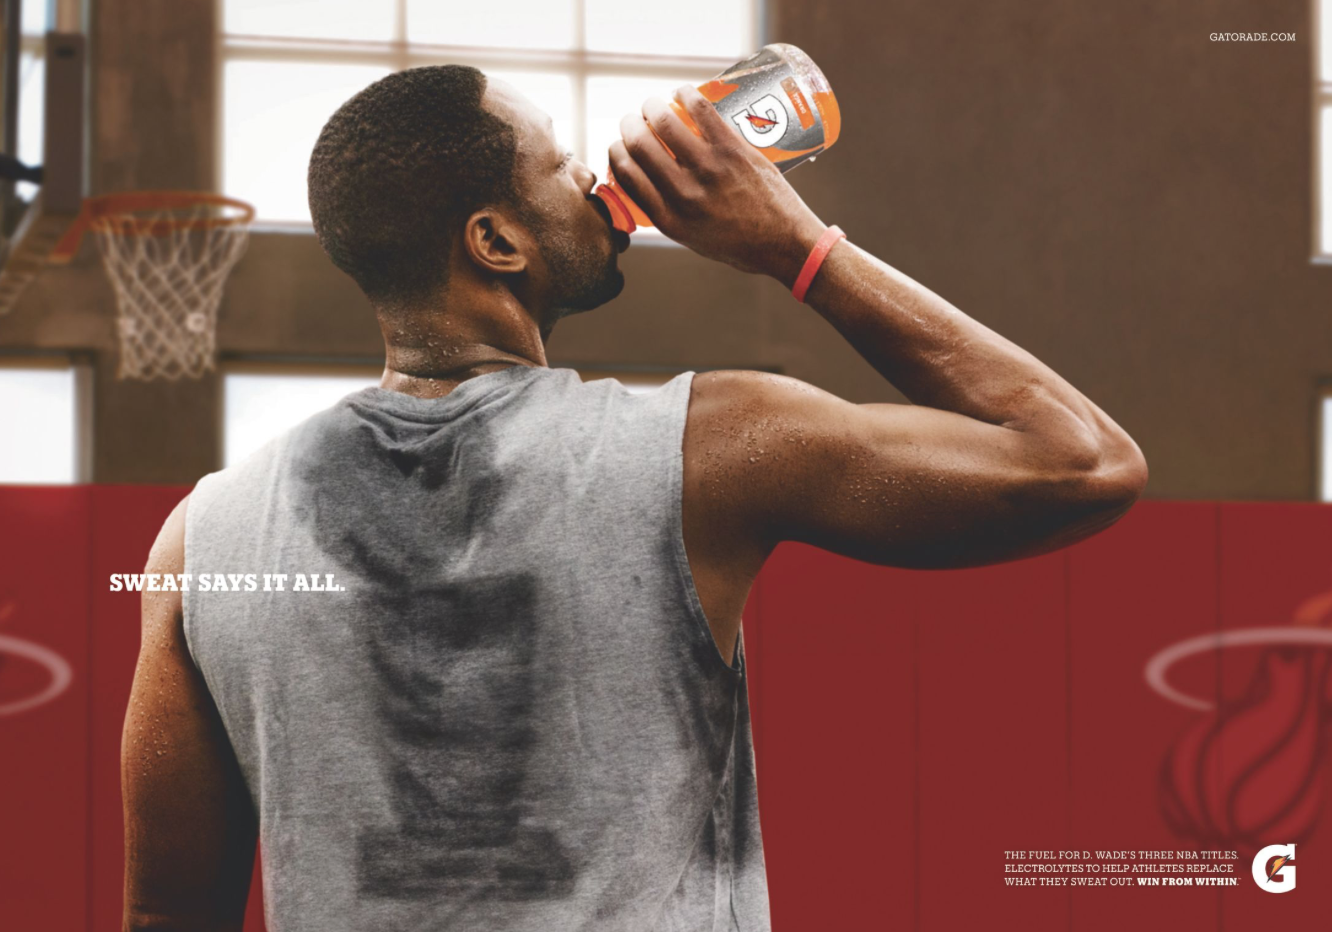 GATORADE.COM
G
ORANGE
SWEAT SAYS IT ALL.
THE FUEL FOR D. WADE'S THREE NBA TITLES.
ELECTROLYTES TO HELP ATHLETES REPLACE
WHAT THEY SWEAT OUT. WIN FROM WITHIN.
G